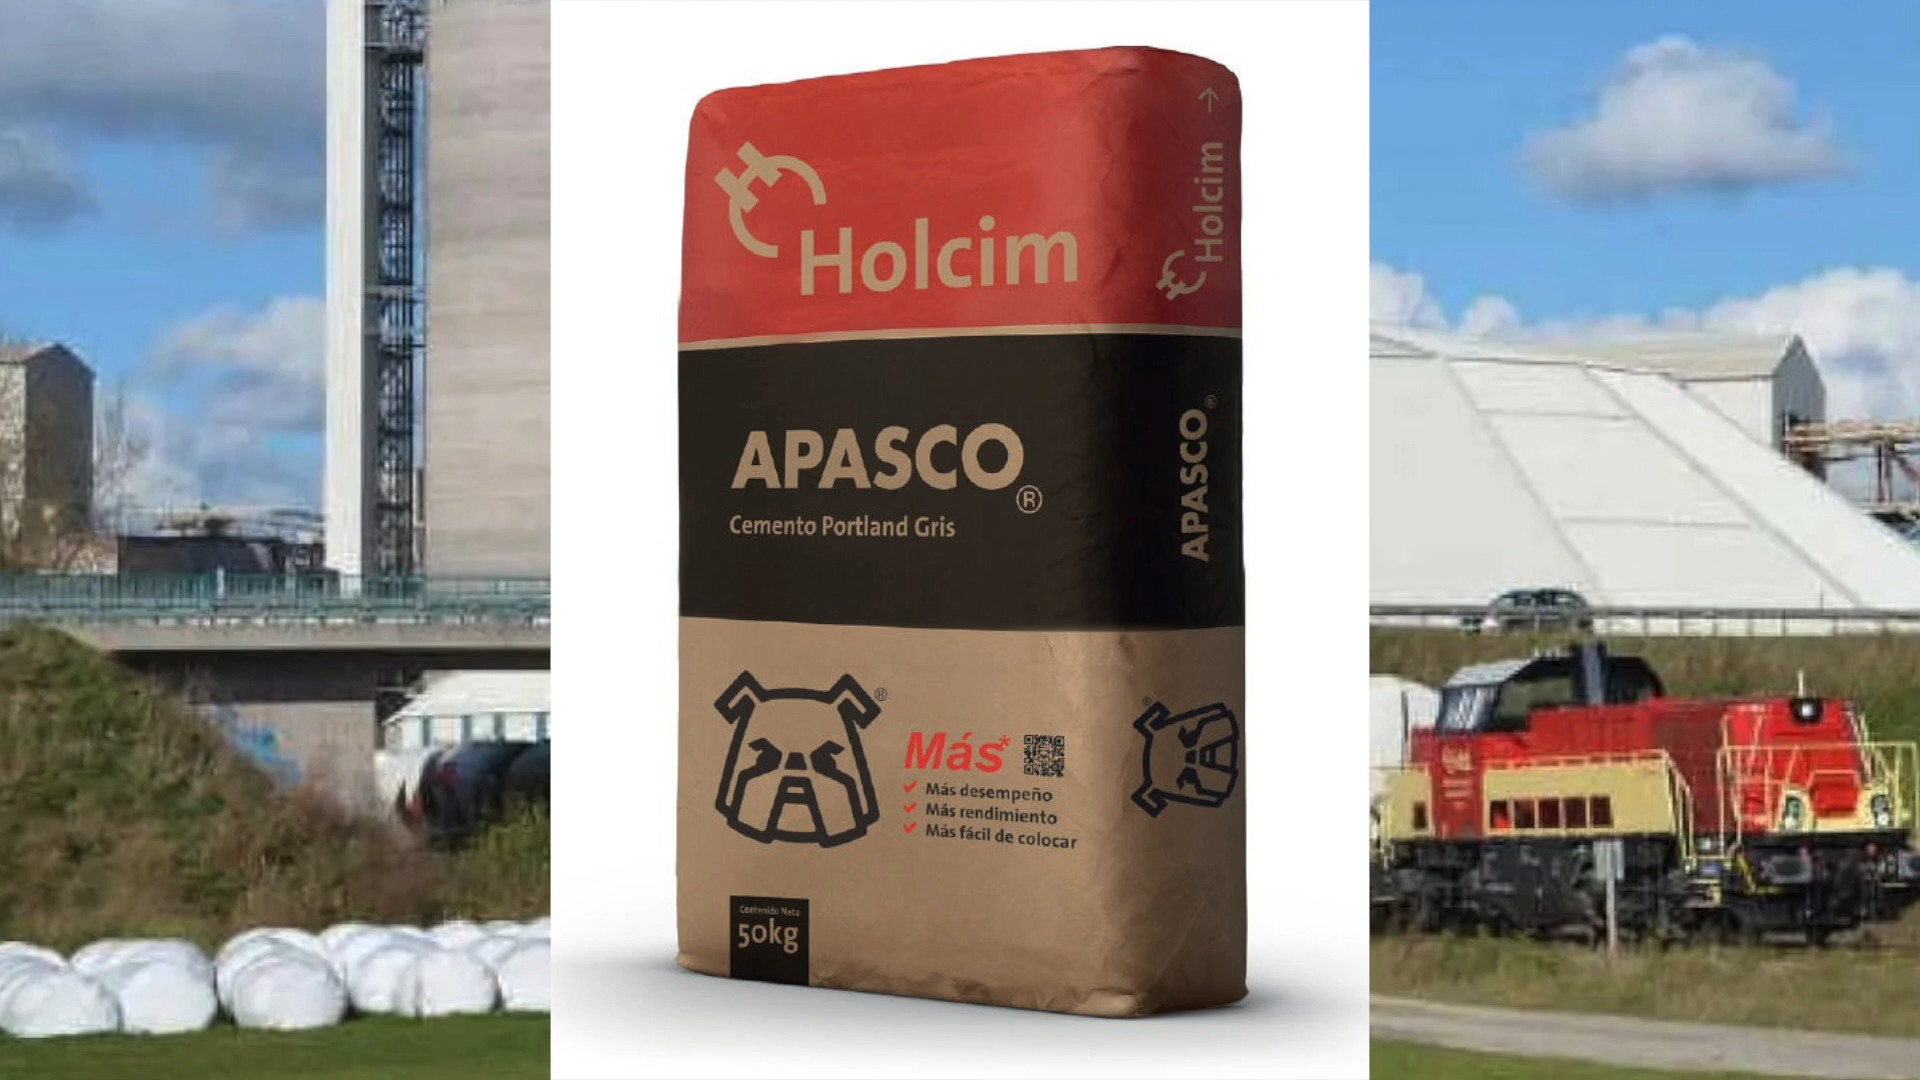 Holcim
APASCO®
Cemento Portland Gris
®
Más*
Más desempeño
Más rendimiento
Más fácil de colocar
Contenido Neto
50kg
Holcim
APASCO®
®